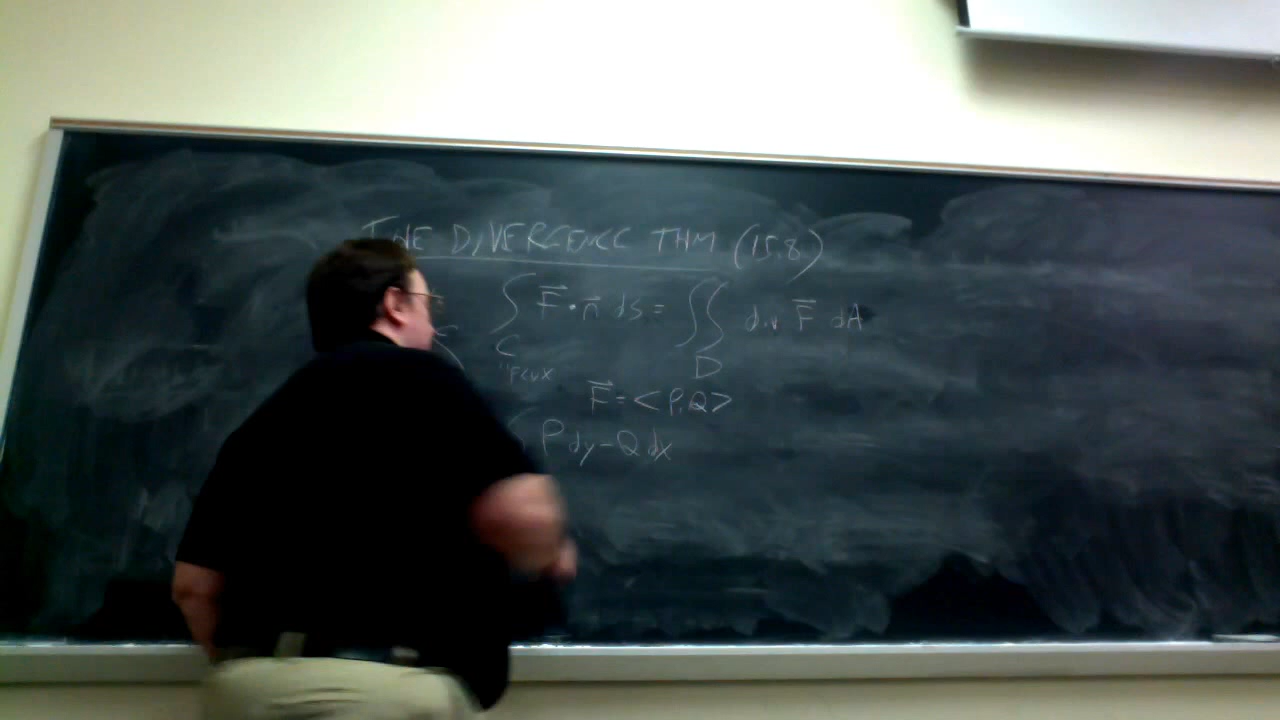 THE DIVERGENCE THM (15.8)
∫ F⃗ • n⃗ ds = ∬ div F⃗ dA
C D
"FLUX
F⃗ = < P, Q >
∫ P dy - Q dx